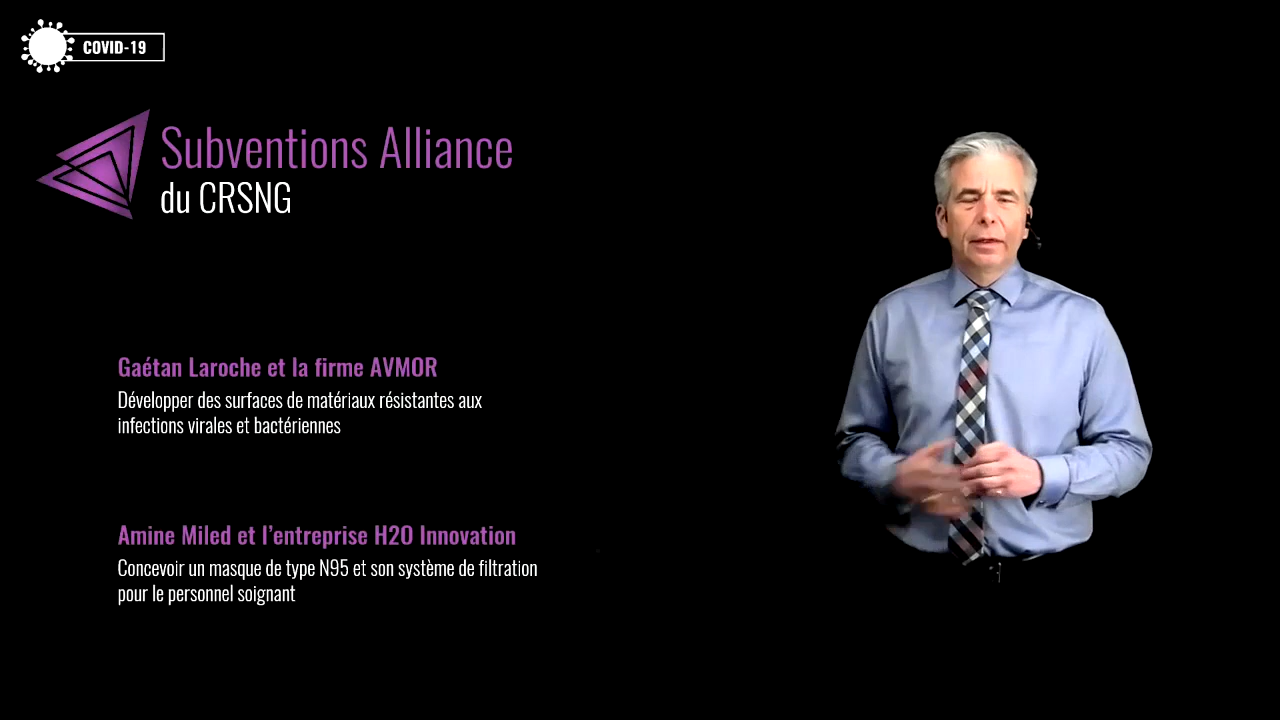 COVID-19
Subventions Alliance
du CRSNG
Gaétan Laroche et la firme AVMOR
Développer des surfaces de matériaux résistantes aux
infections virales et bactériennes
Amine Miled et l'entreprise H2O Innovation
Concevoir un masque de type N95 et son système de filtration
pour le personnel soignant